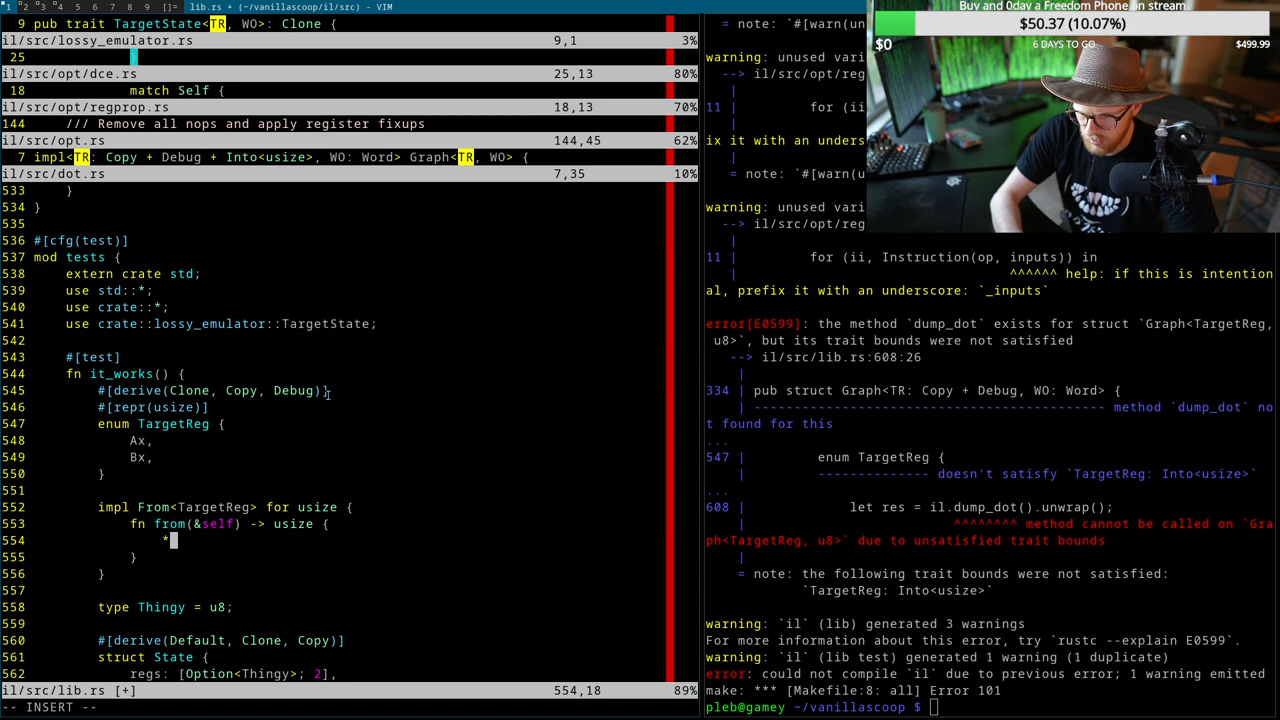 1 2 3 4 5 6 7 8 9 []= lib.rs + (~/vanillascoop/il/src) - VIM
9 pub trait TargetState<TR, WO>: Clone {
il/src/lossy_emulator.rs 9,1 3%
25 }
il/src/opt/dce.rs 25,13 80%
18 match Self {
il/src/opt/regprop.rs 18,13 70%
144 /// Remove all nops and apply register fixups
il/src/opt.rs 144,45 62%
7 impl<TR: Copy + Debug + Into<usize>, WO: Word> Graph<TR, WO> {
il/src/dot.rs 7,35 10%
533 }
534 }
535
536 #[cfg(test)]
537 mod tests {
538 extern crate std;
539 use std::*;
540 use crate::*;
541 use crate::lossy_emulator::TargetState;
542
543 #[test]
544 fn it_works() {
545 #[derive(Clone, Copy, Debug)]
546 #[repr(usize)]
547 enum TargetReg {
548 Ax,
549 Bx,
550 }
551
552 impl From<TargetReg> for usize {
553 fn from(&self) -> usize {
554 *
555 }
556 }
557
558 type Thingy = u8;
559
560 #[derive(Default, Clone, Copy)]
561 struct State {
562 regs: [Option<Thingy>; 2],
il/src/lib.rs [+] 554,18 89%
-- INSERT --
= note: `#[warn(un
warning: unused vari
--> il/src/opt/reg
|
11 | for (ii
|
ix it with an unders
|
= note: `#[warn(u
warning: unused vari
--> il/src/opt/reg
|
11 | for (ii, Instruction(op, inputs)) in
| ^^^^^^ help: if this is intention
al, prefix it with an underscore: `_inputs`
error[E0599]: the method `dump_dot` exists for struct `Graph<TargetReg,
u8>`, but its trait bounds were not satisfied
--> il/src/lib.rs:608:26
|
334 | pub struct Graph<TR: Copy + Debug, WO: Word> {
| ------------------------------------------- method `dump_dot` no
t found for this
...
547 | enum TargetReg {
| -------------- doesn't satisfy `TargetReg: Into<usize>`
...
608 | let res = il.dump_dot().unwrap();
| ^^^^^^^^ method cannot be called on `Gra
ph<TargetReg, u8>` due to unsatisfied trait bounds
|
= note: the following trait bounds were not satisfied:
`TargetReg: Into<usize>`
warning: `il` (lib) generated 3 warnings
For more information about this error, try `rustc --explain E0599`.
warning: `il` (lib test) generated 1 warning (1 duplicate)
error: could not compile `il` due to previous error; 1 warning emitted
make: *** [Makefile:8: all] Error 101
pleb@gamey ~/vanillascoop $
Buy and 0day a Freedom Phone on stream
$50.37 (10.07%)
$0 6 DAYS TO GO $499.99